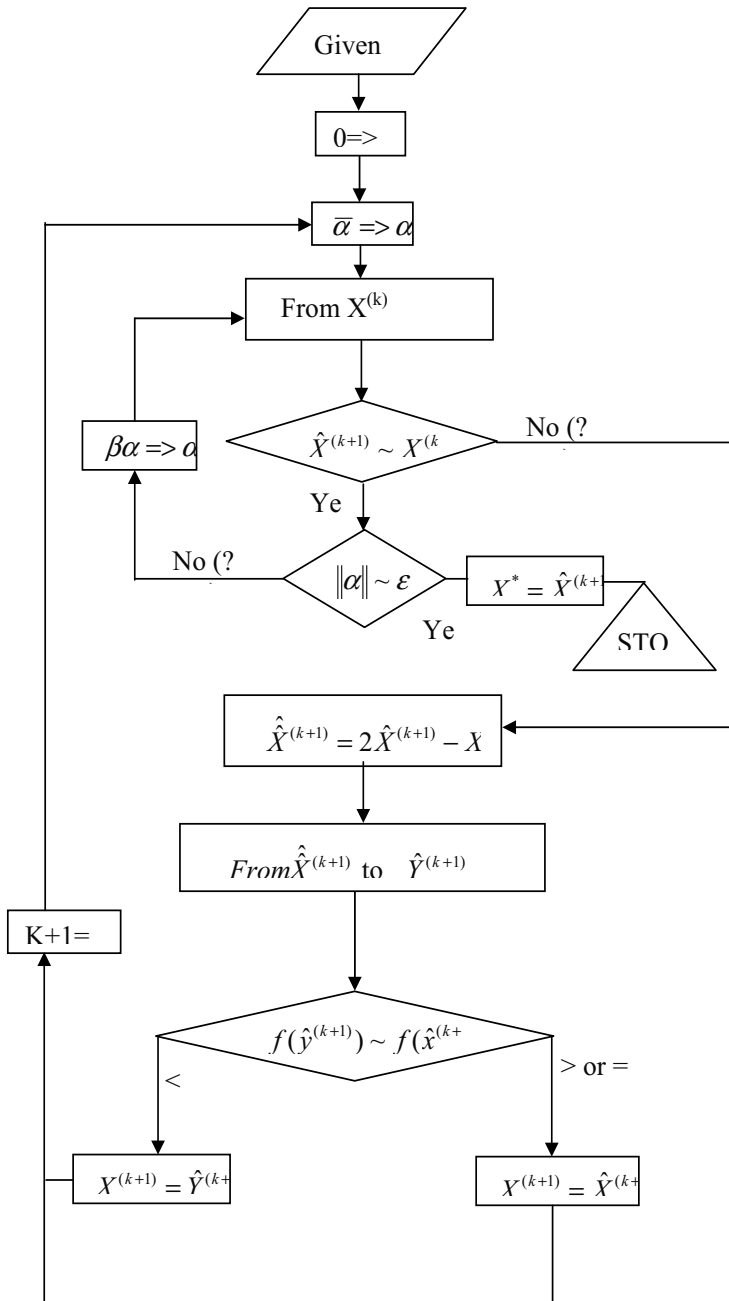 Given
0=>
α̅ => α
From X^(k)
βα => α
X̂^(k+1) ~ X^(k
No (?
Ye
No (?
‖α‖ ~ ε
X^* = X̂^(k+1
Ye
STO
X̂̂^(k+1) = 2X̂^(k+1) − X
From X̂̂^(k+1) to Ŷ^(k+1)
K+1=
f(ŷ^(k+1)) ~ f(x̂^(k+
<
> or =
X^(k+1) = Ŷ^(k+
X^(k+1) = X̂^(k+